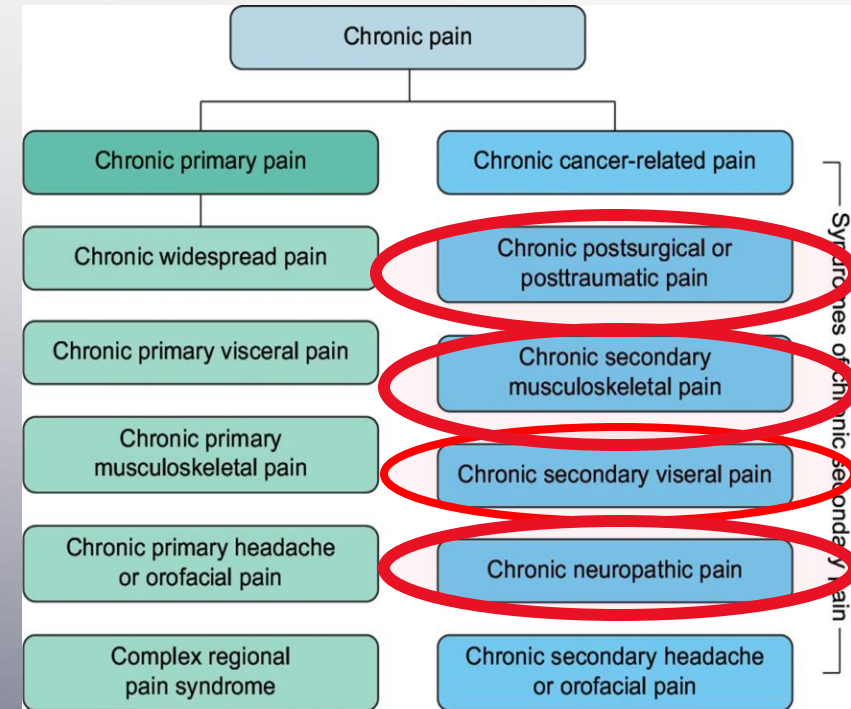 Chronic pain
Chronic primary pain
Chronic widespread pain
Chronic primary visceral pain
Chronic primary
musculoskeletal pain
Chronic primary headache
or orofacial pain
Complex regional
pain syndrome
Chronic cancer-related pain
Chronic postsurgical or
posttraumatic pain
Chronic secondary
musculoskeletal pain
Chronic secondary viseral pain
Chronic neuropathic pain
Chronic secondary headache
or orofacial pain
Syndromes of chronic secondary pain